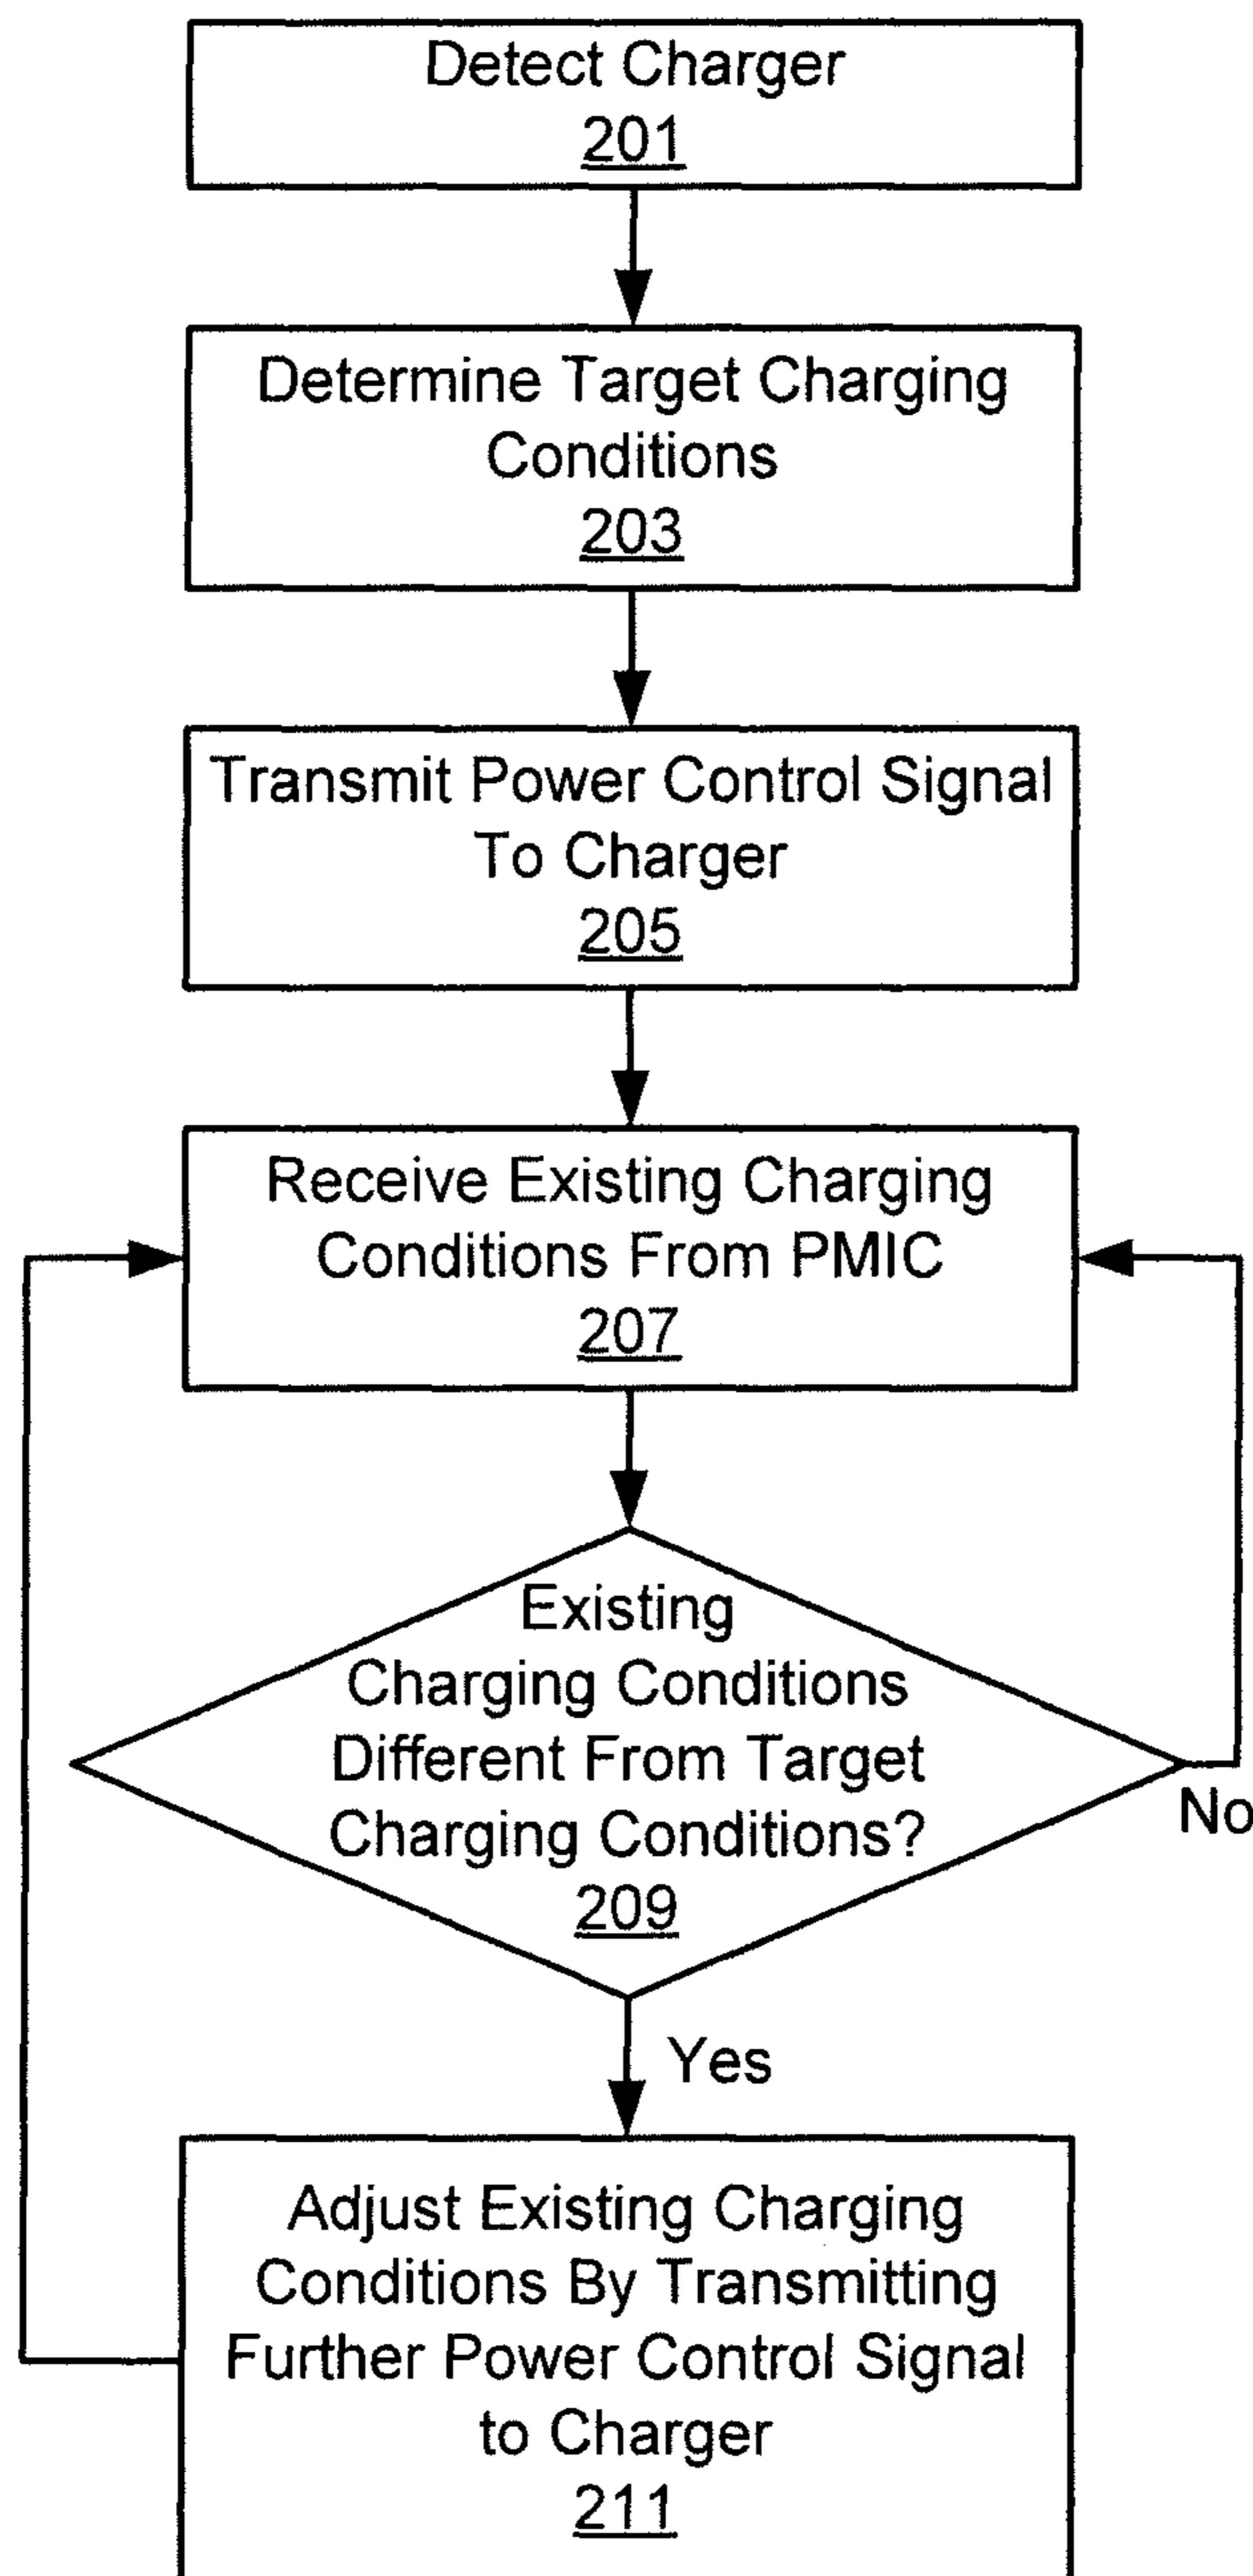 Detect Charger
201
Determine Target Charging
Conditions
203
Transmit Power Control Signal
To Charger
205
Receive Existing Charging
Conditions From PMIC
207
Existing
Charging Conditions
Different From Target
Charging Conditions?
209
No
Yes
Adjust Existing Charging
Conditions By Transmitting
Further Power Control Signal
to Charger
211